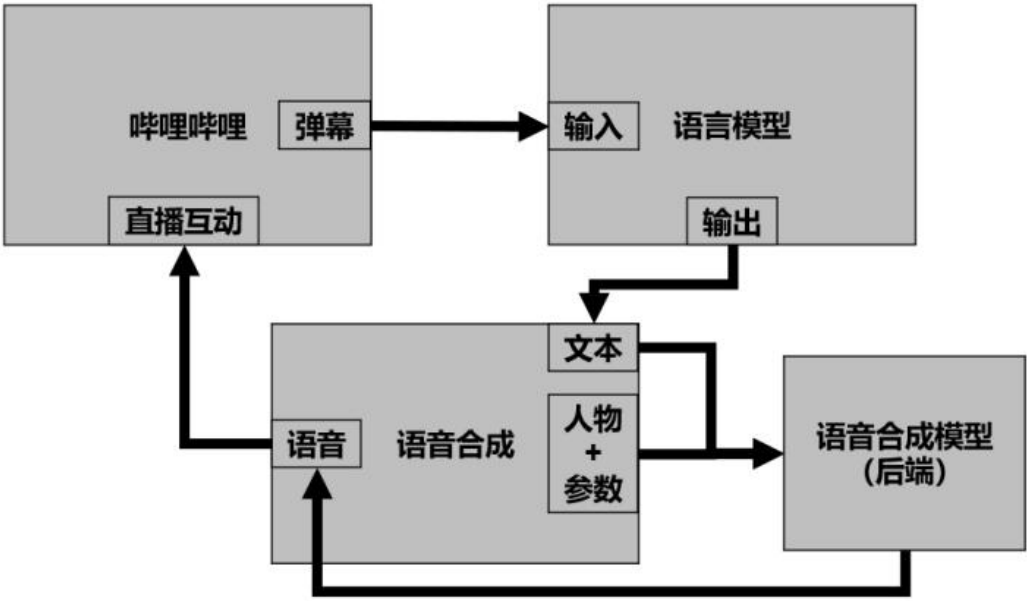 哔哩哔哩
弹幕
直播互动
输入
语言模型
输出
文本
人物
+
参数
语音
语音合成
语音合成模型
（后端）